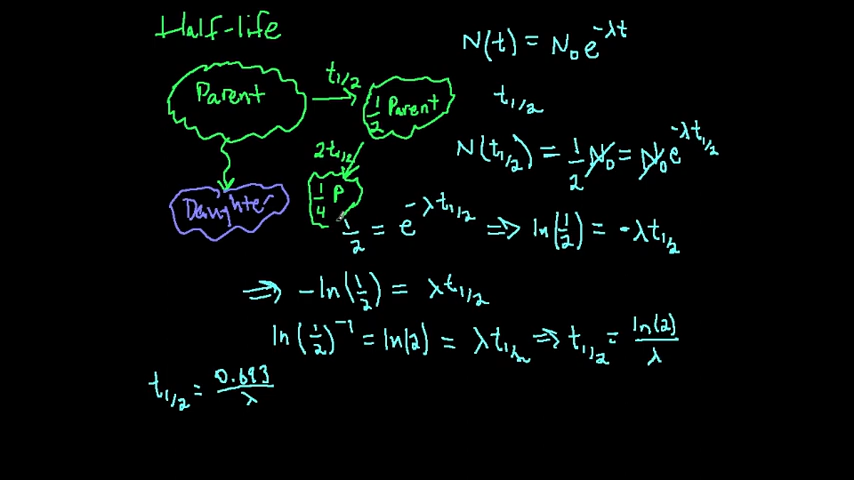 Half-life
N(t) = N₀e^(-λt)
Parent
t₁/₂
1/2 Parent
t₁/₂
2t₁/₂
N(t₁/₂) = 1/2 N₀ = N₀e^(-λt₁/₂)
Daughter
1/4 P
1/2 = e^(-λt₁/₂) ⇒ ln(1/2) = -λt₁/₂
⇒ -ln(1/2) = λt₁/₂
ln(1/2)⁻¹ = ln(2) = λt₁/₂ ⇒ t₁/₂ = ln(2)/λ
t₁/₂ = 0.693/λ